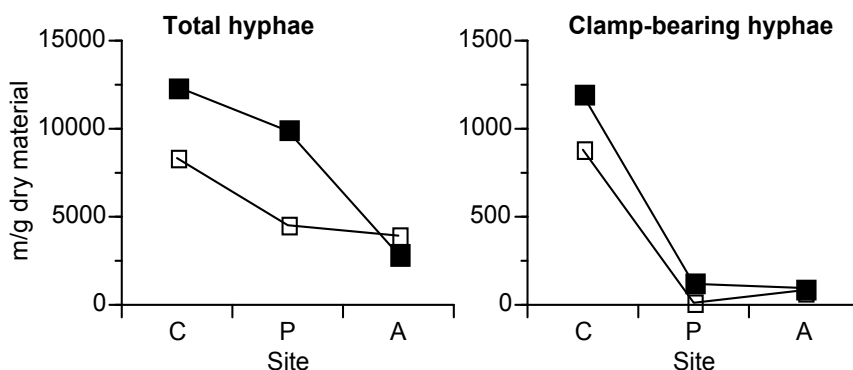 Total hyphae
Clamp-bearing hyphae
m/g dry material
15000
10000
5000
0
C P A
Site
1500
1000
500
0
C P A
Site